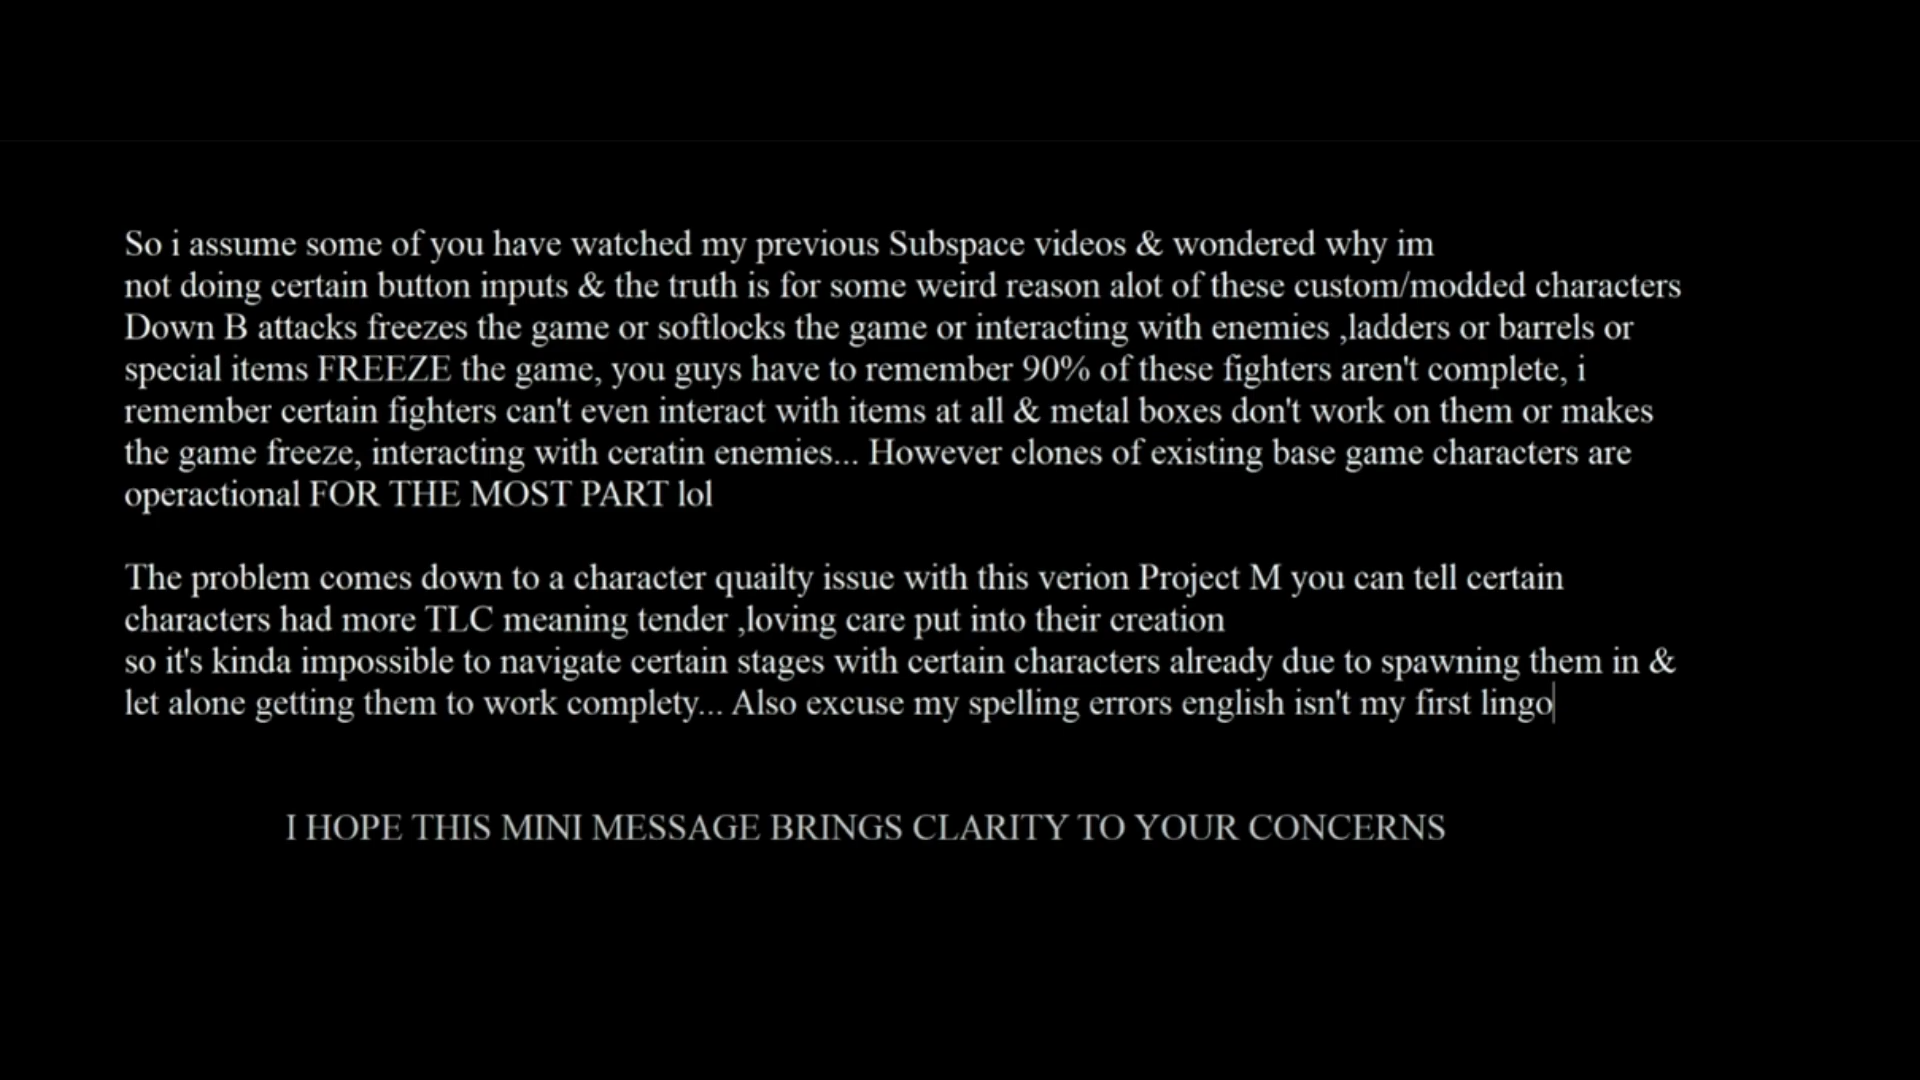 So i assume some of you have watched my previous Subspace videos & wondered why im
not doing certain button inputs & the truth is for some weird reason alot of these custom/modded characters
Down B attacks freezes the game or softlocks the game or interacting with enemies ,ladders or barrels or
special items FREEZE the game, you guys have to remember 90% of these fighters aren't complete, i
remember certain fighters can't even interact with items at all & metal boxes don't work on them or makes
the game freeze, interacting with ceratin enemies... However clones of existing base game characters are
operactional FOR THE MOST PART lol
The problem comes down to a character quailty issue with this verion Project M you can tell certain
characters had more TLC meaning tender ,loving care put into their creation
so it's kinda impossible to navigate certain stages with certain characters already due to spawning them in &
let alone getting them to work complety... Also excuse my spelling errors english isn't my first lingo
I HOPE THIS MINI MESSAGE BRINGS CLARITY TO YOUR CONCERNS